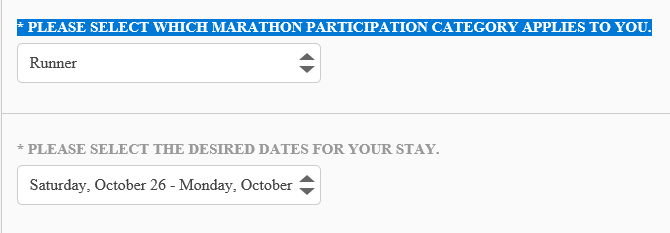 * PLEASE SELECT WHICH MARATHON PARTICIPATION CATEGORY APPLIES TO YOU.
Runner
* PLEASE SELECT THE DESIRED DATES FOR YOUR STAY.
Saturday, October 26 - Monday, October